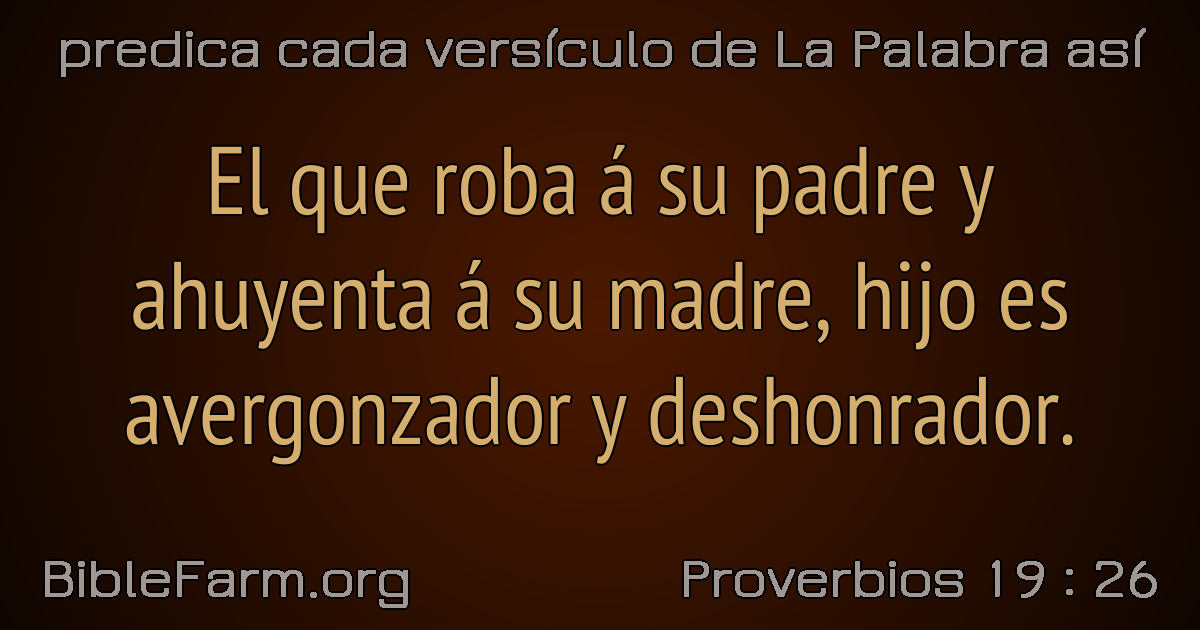 predica cada versículo de La Palabra así
El que roba á su padre y
ahuyenta á su madre, hijo es
avergonzador y deshonrador.
BibleFarm.org
Proverbios 19 : 26